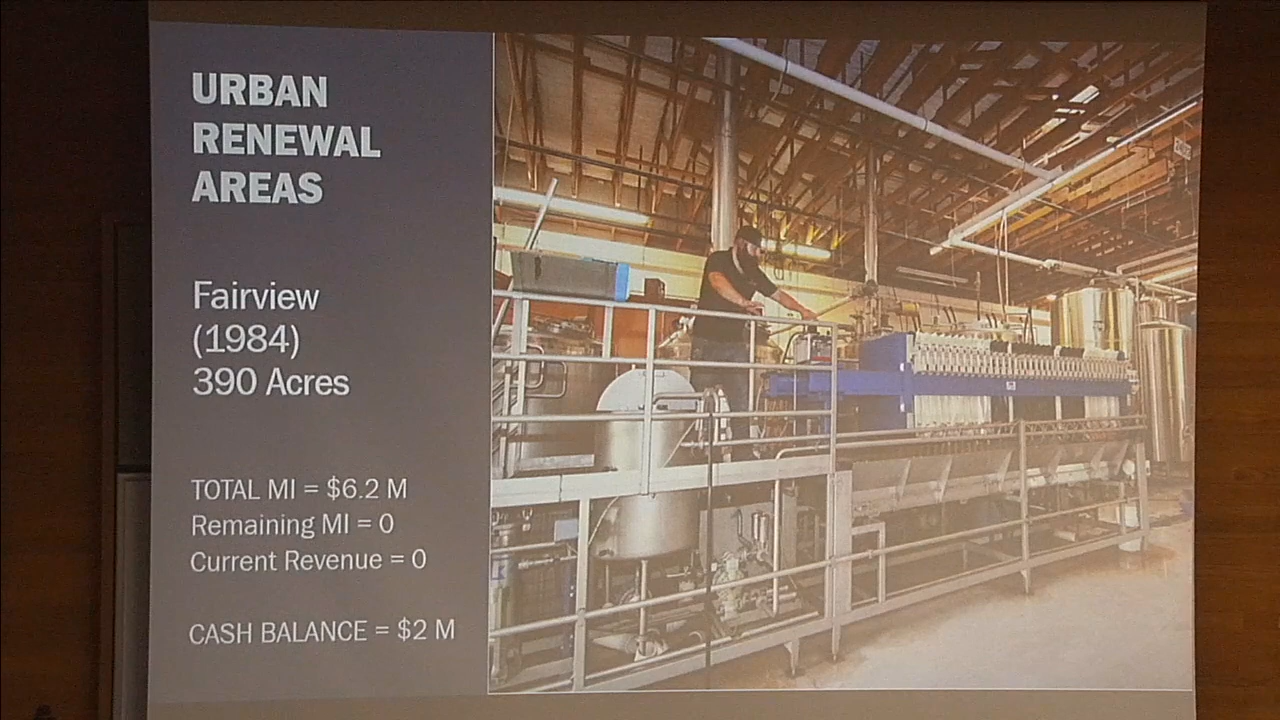 URBAN
RENEWAL
AREAS
Fairview
(1984)
390 Acres
TOTAL MI = $6.2 M
Remaining MI = 0
Current Revenue = 0
CASH BALANCE = $2 M